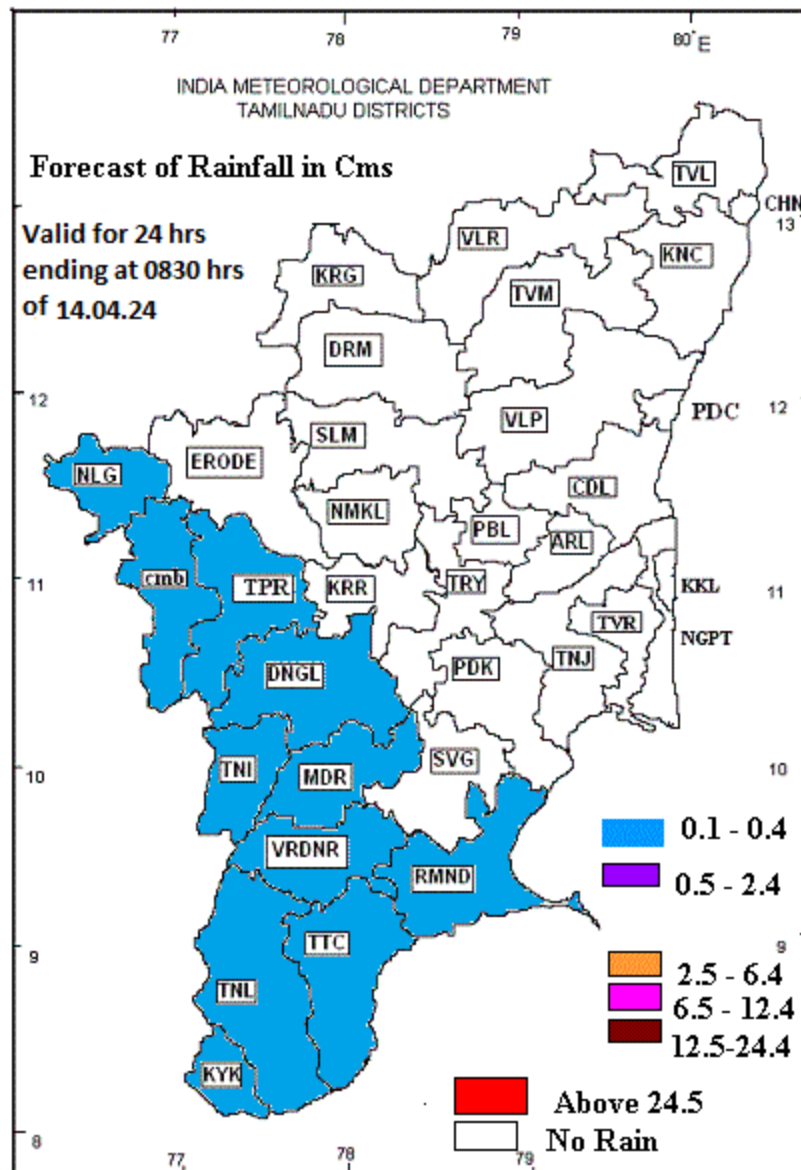 77 78 79 80°E
INDIA METEOROLOGICAL DEPARTMENT
TAMILNADU DISTRICTS
Forecast of Rainfall in Cms
TVL
CHN
13
Valid for 24 hrs
ending at 0830 hrs
of 14.04.24
VLR
KNC
KRG
TVM
DRM
12
PDC
12
VLP
SLM
ERODE
NLG
CDL
NMKL
PBL
ARL
11
cmb
TPR
KRR
TRY
KKL
11
TVR
NGPT
DNGL
PDK
TNJ
10
TNI
MDR
SVG
10
0.1 - 0.4
VRDNR
RMND
0.5 - 2.4
9
TTC
9
2.5 - 6.4
TNL
6.5 - 12.4
12.5-24.4
KYK
Above 24.5
8
No Rain
77 78 79